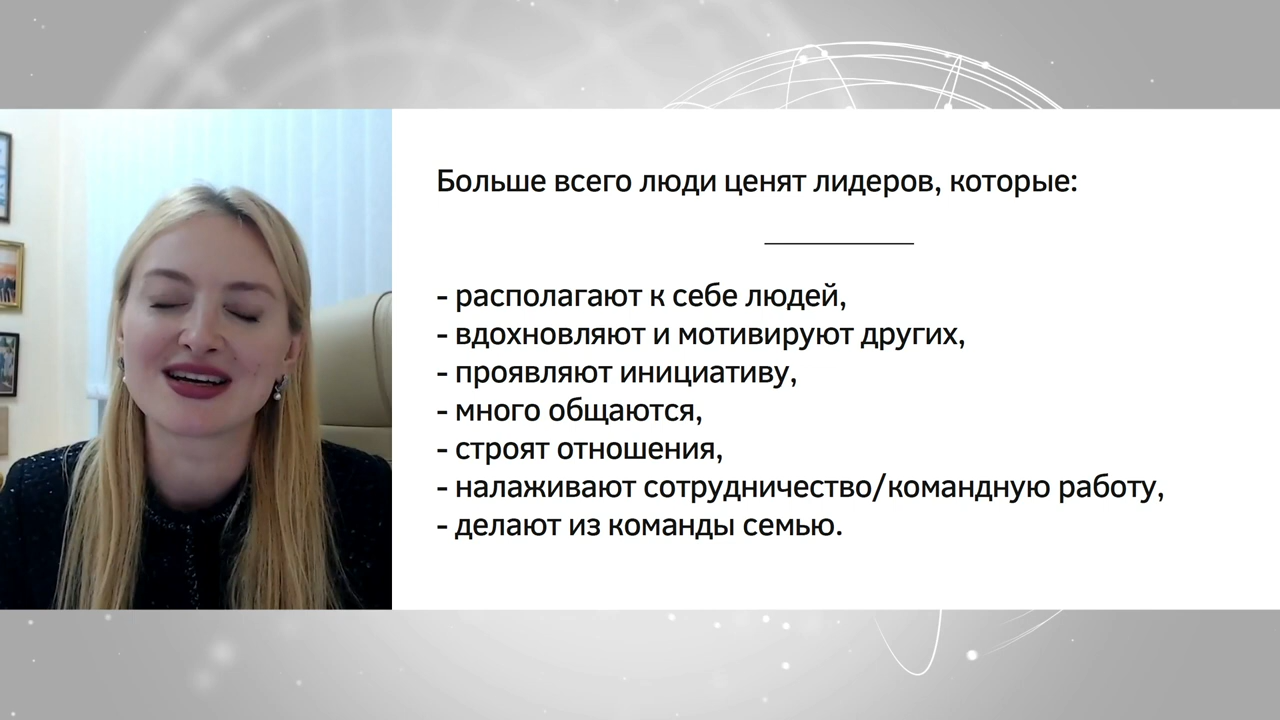 Больше всего люди ценят лидеров, которые:
- располагают к себе людей,
- вдохновляют и мотивируют других,
- проявляют инициативу,
- много общаются,
- строят отношения,
- налаживают сотрудничество/командную работу,
- делают из команды семью.